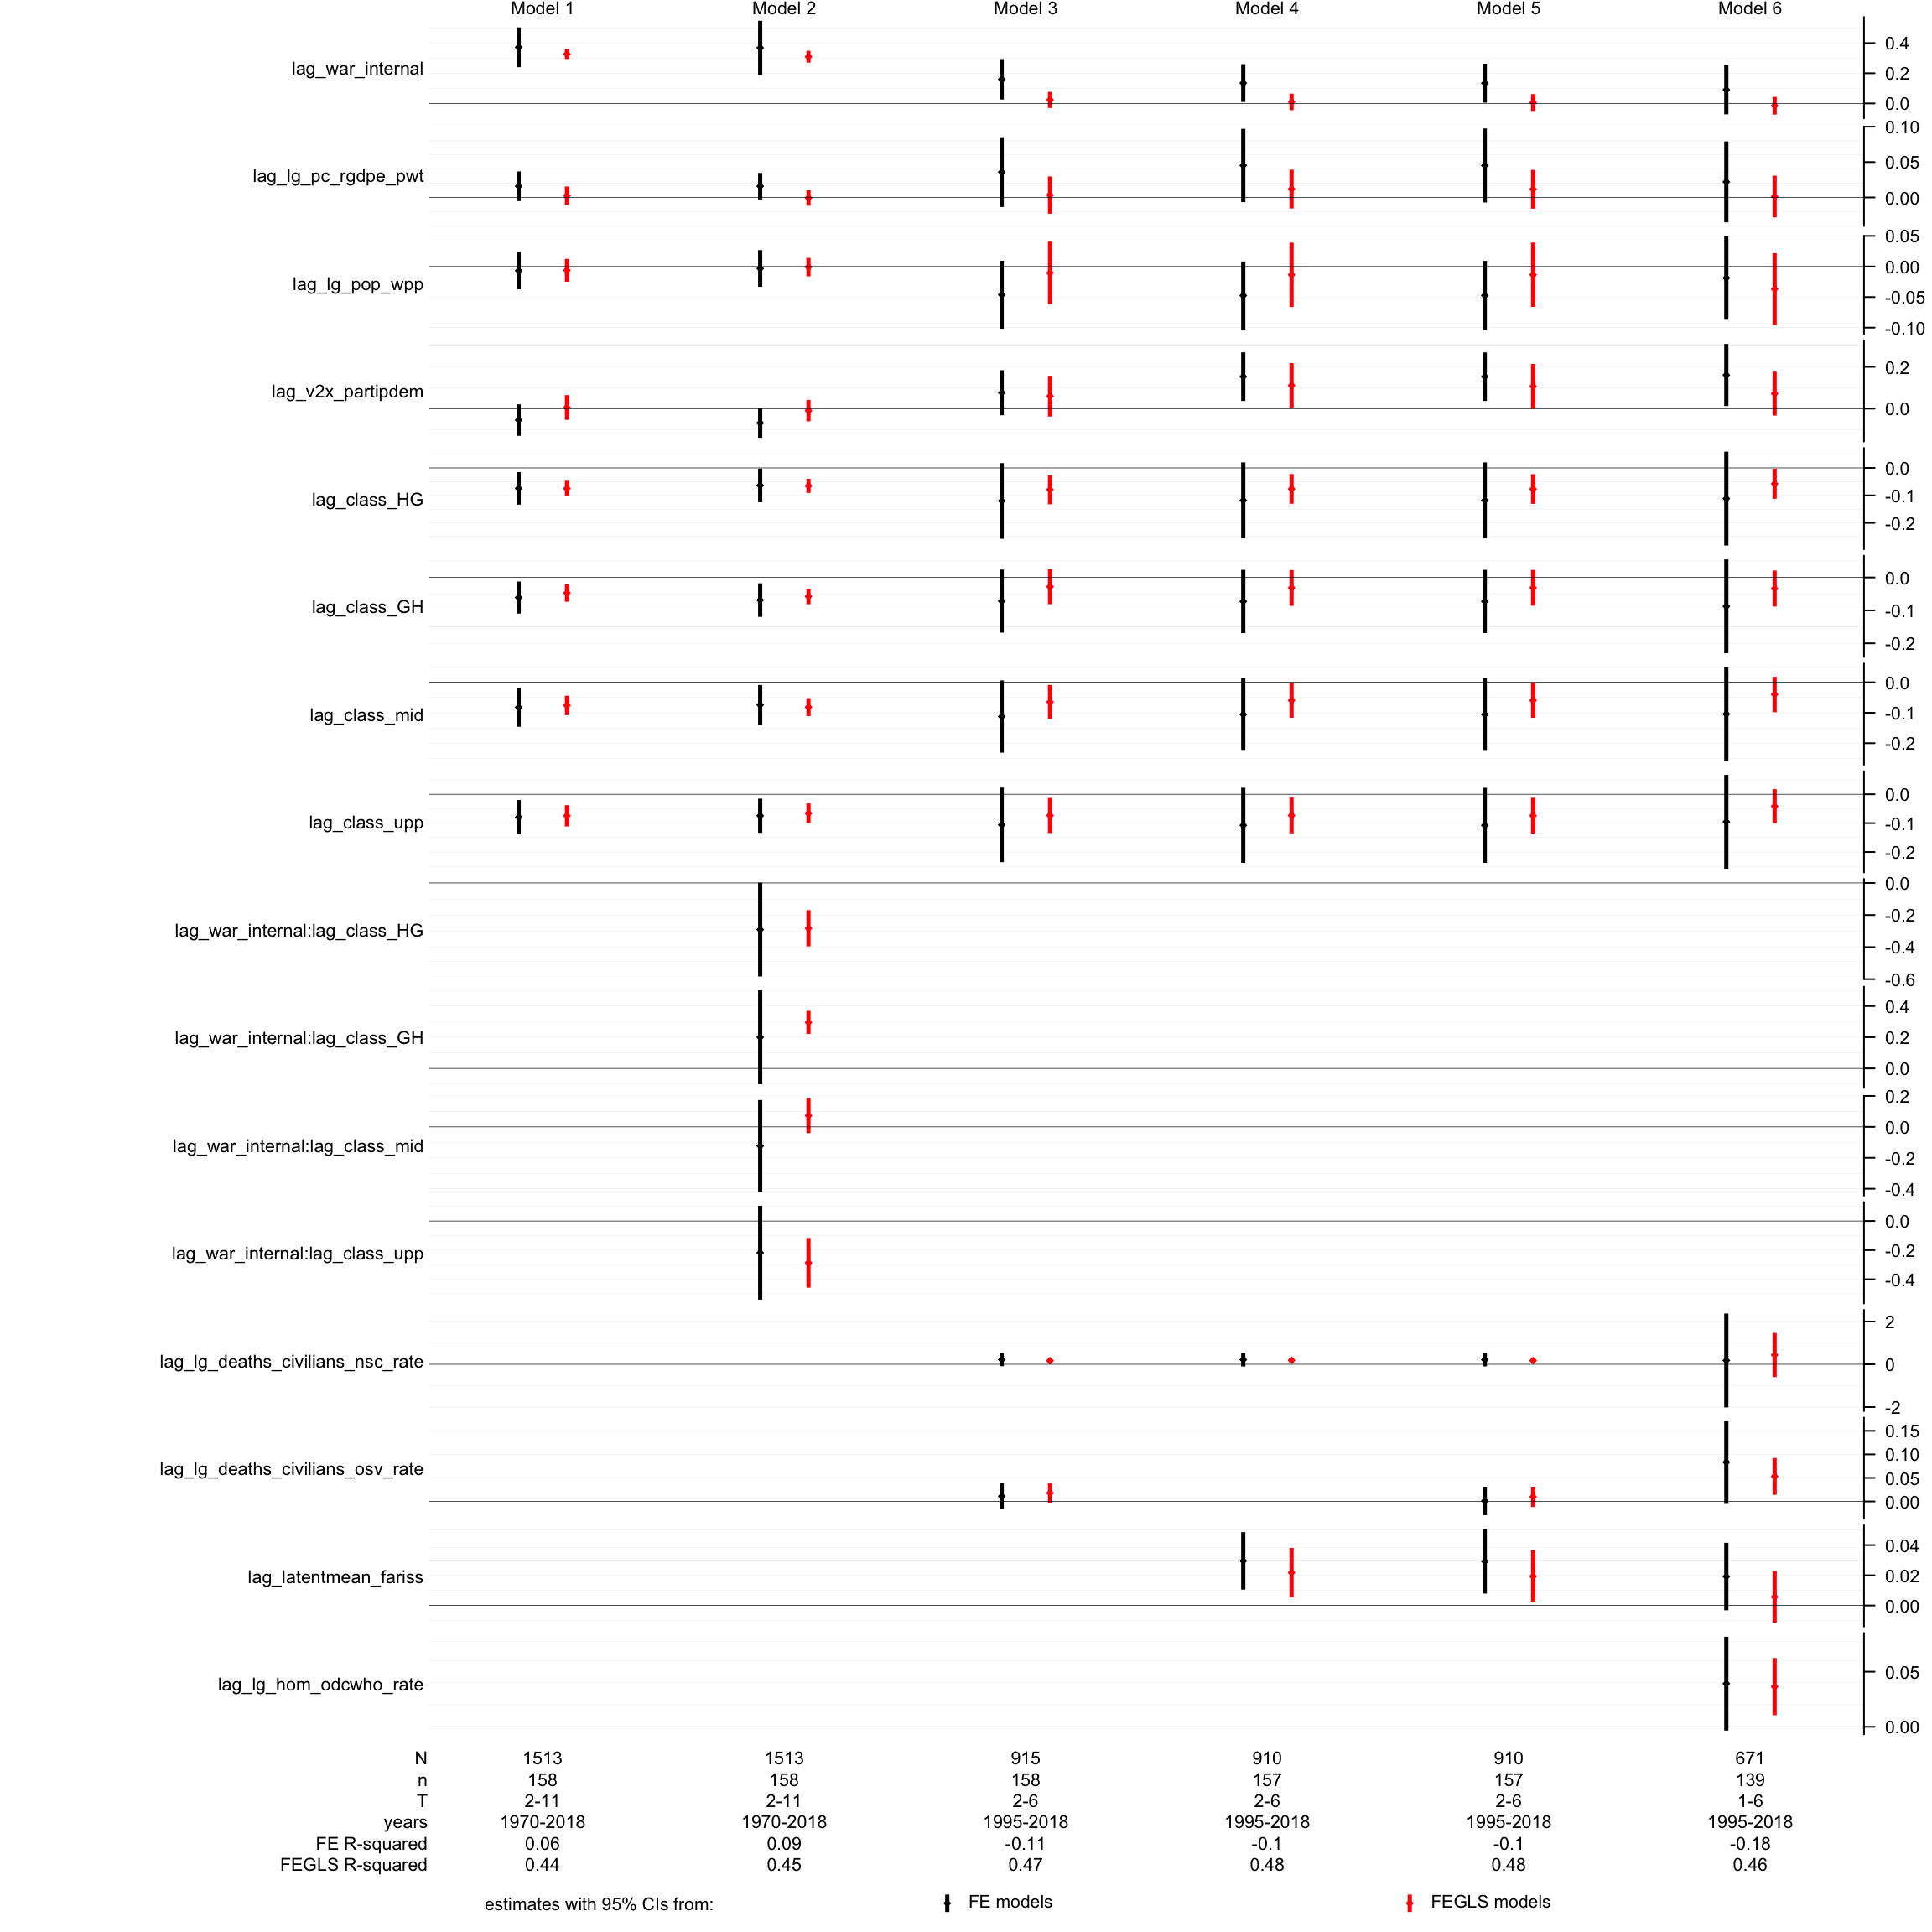 Model 1 Model 2 Model 3 Model 4 Model 5 Model 6
lag_war_internal
0.4
0.2
0.0
lag_lg_pc_rgdpe_pwt
0.10
0.05
0.00
lag_lg_pop_wpp
0.05
0.00
-0.05
-0.10
lag_v2x_partipdem
0.2
0.0
lag_class_HG
0.0
-0.1
-0.2
lag_class_GH
0.0
-0.1
-0.2
lag_class_mid
0.0
-0.1
-0.2
lag_class_upp
0.0
-0.1
-0.2
lag_war_internal:lag_class_HG
0.0
-0.2
-0.4
-0.6
lag_war_internal:lag_class_GH
0.4
0.2
0.0
lag_war_internal:lag_class_mid
0.2
0.0
-0.2
-0.4
lag_war_internal:lag_class_upp
0.0
-0.2
-0.4
lag_lg_deaths_civilians_nsc_rate
2
0
-2
lag_lg_deaths_civilians_osv_rate
0.15
0.10
0.05
0.00
lag_latentmean_fariss
0.04
0.02
0.00
lag_lg_hom_odcwho_rate
0.05
0.00
N 1513 1513 915 910 910 671
n 158 158 158 157 157 139
T 2-11 2-11 2-6 2-6 2-6 1-6
years 1970-2018 1970-2018 1995-2018 1995-2018 1995-2018 1995-2018
FE R-squared 0.06 0.09 -0.11 -0.1 -0.1 -0.18
FEGLS R-squared 0.44 0.45 0.47 0.48 0.48 0.46
estimates with 95% CIs from: FE models FEGLS models